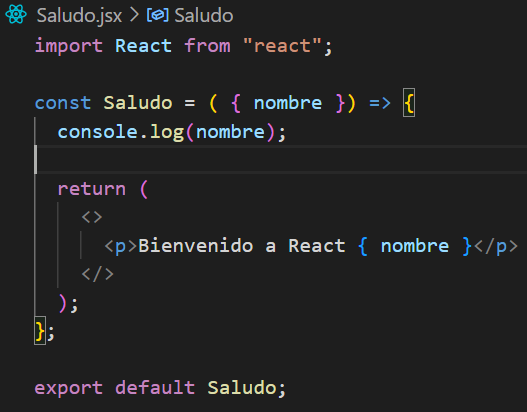 Saludo.jsx > Saludo
import React from "react";
const Saludo = ( { nombre }) => {
console.log(nombre);
return (
<>
<p>Bienvenido a React { nombre }</p>
</>
);
};
export default Saludo;